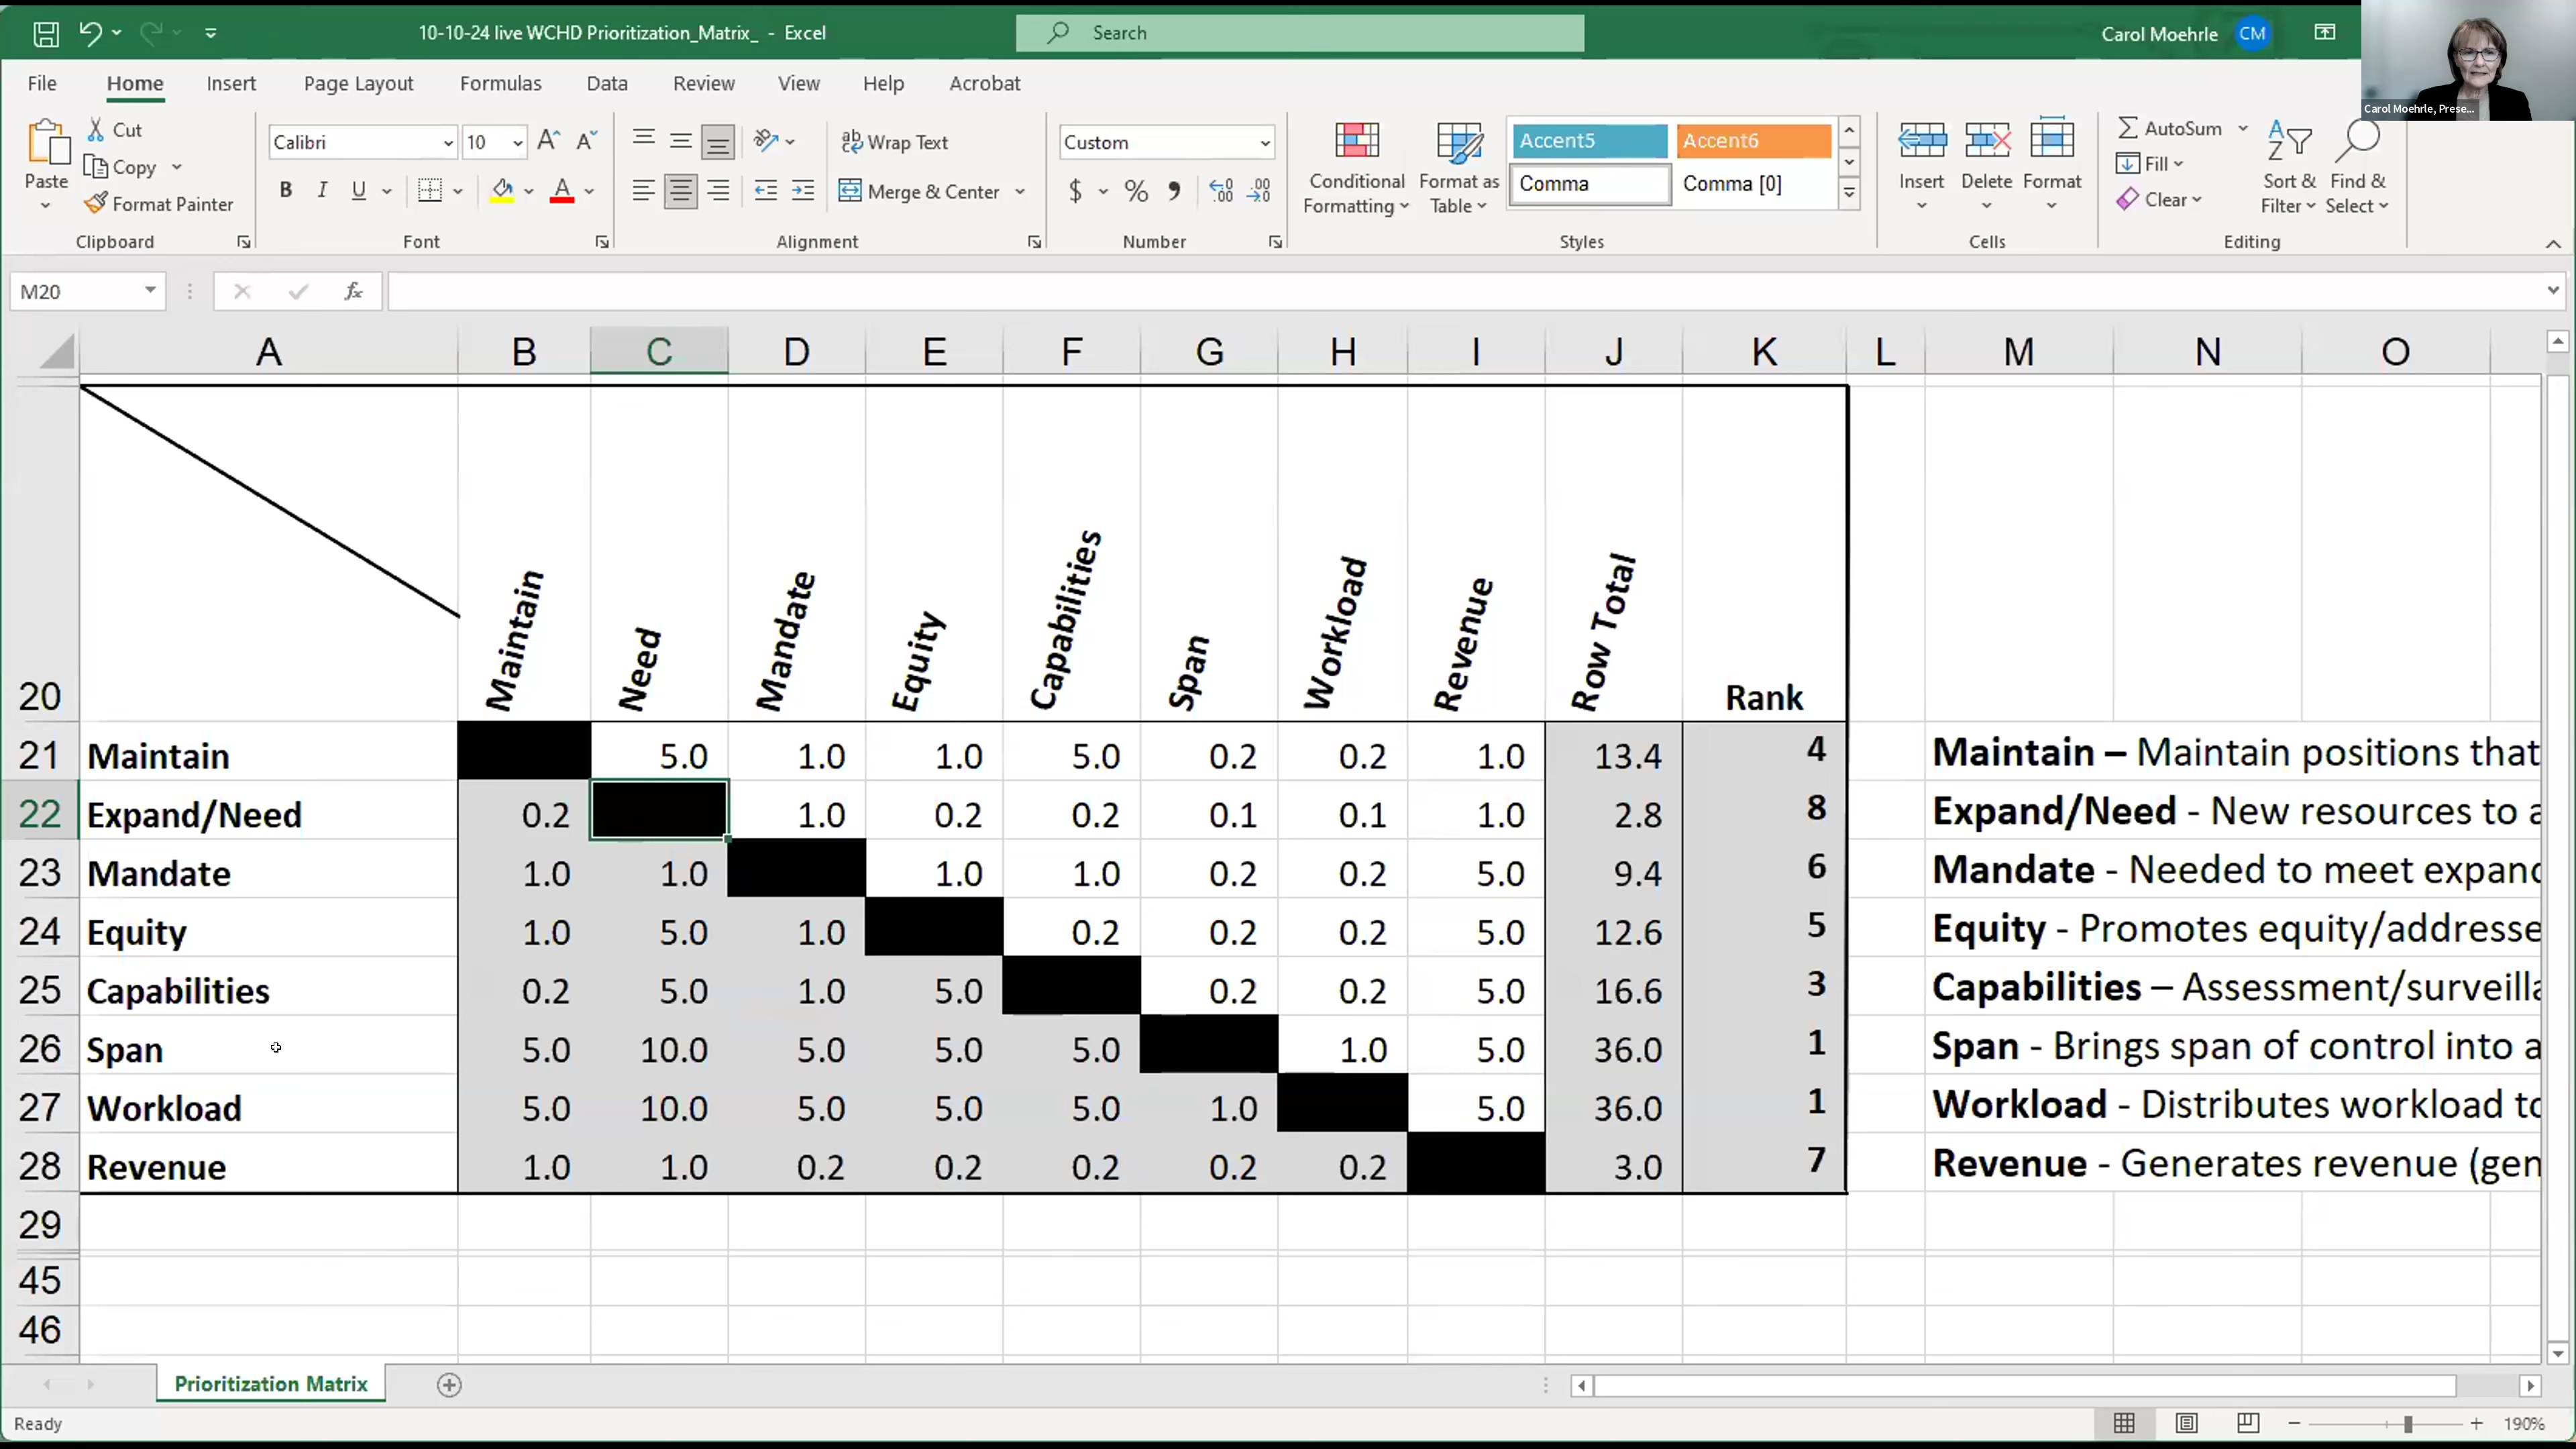 10-10-24 live WCHD Prioritization_Matrix_ - Excel
Search
Carol Moehrle CM
Carol Moehrle, Prese...
File Home Insert Page Layout Formulas Data Review View Help Acrobat
Paste Cut Copy Format Painter
Clipboard
Calibri 10
B I U
Font
Wrap Text
Merge & Center
Alignment
Custom
$ %
Number
Conditional Formatting
Format as Table
Accent5 Accent6
Comma Comma [0]
Styles
Insert Delete Format
Cells
AutoSum
Fill
Clear
Sort & Filter
Find & Select
Editing
M20 fx
A B C D E F G H I J K L M N O
20 Maintain Need Mandate Equity Capabilities Span Workload Revenue Row Total Rank
21 Maintain 5.0 1.0 1.0 5.0 0.2 0.2 1.0 13.4 4 Maintain – Maintain positions that
22 Expand/Need 0.2 1.0 0.2 0.2 0.1 0.1 1.0 2.8 8 Expand/Need - New resources to a
23 Mandate 1.0 1.0 1.0 1.0 0.2 0.2 5.0 9.4 6 Mandate - Needed to meet expand
24 Equity 1.0 5.0 1.0 0.2 0.2 0.2 5.0 12.6 5 Equity - Promotes equity/addresse
25 Capabilities 0.2 5.0 1.0 5.0 0.2 0.2 5.0 16.6 3 Capabilities – Assessment/surveilla
26 Span 5.0 10.0 5.0 5.0 5.0 1.0 5.0 36.0 1 Span - Brings span of control into a
27 Workload 5.0 10.0 5.0 5.0 5.0 1.0 5.0 36.0 1 Workload - Distributes workload to
28 Revenue 1.0 1.0 0.2 0.2 0.2 0.2 0.2 3.0 7 Revenue - Generates revenue (gen
29
45
46
Prioritization Matrix
Ready
190%